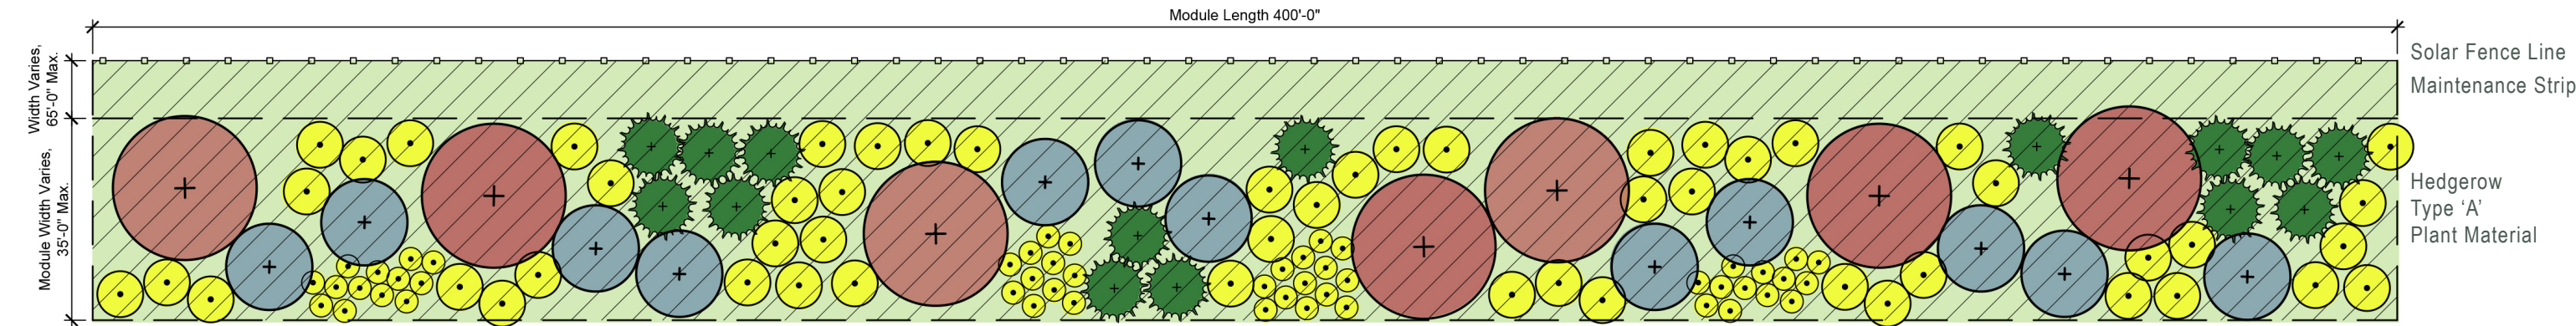 Module Length 400'-0"
Width Varies,
65'-0" Max.
Module Width Varies,
35'-0" Max.
Solar Fence Line
Maintenance Strip
Hedgerow
Type ‘A’
Plant Material